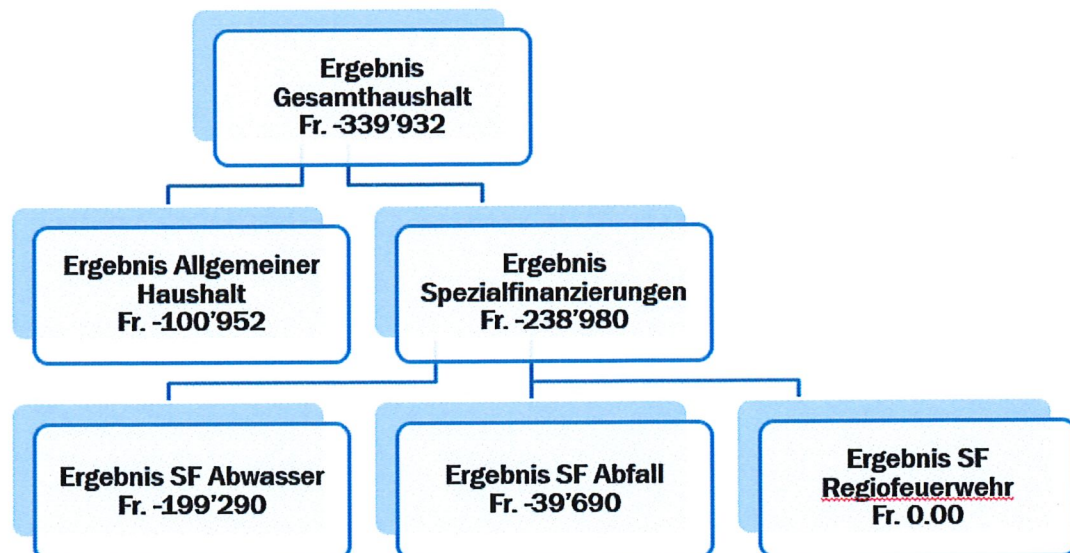 Ergebnis
Gesamthaushalt
Fr. -339’932
Ergebnis Allgemeiner
Haushalt
Fr. -100’952
Ergebnis
Spezialfinanzierungen
Fr. -238’980
Ergebnis SF Abwasser
Fr. -199’290
Ergebnis SF Abfall
Fr. -39’690
Ergebnis SF
Regiofeuerwehr
Fr. 0.00